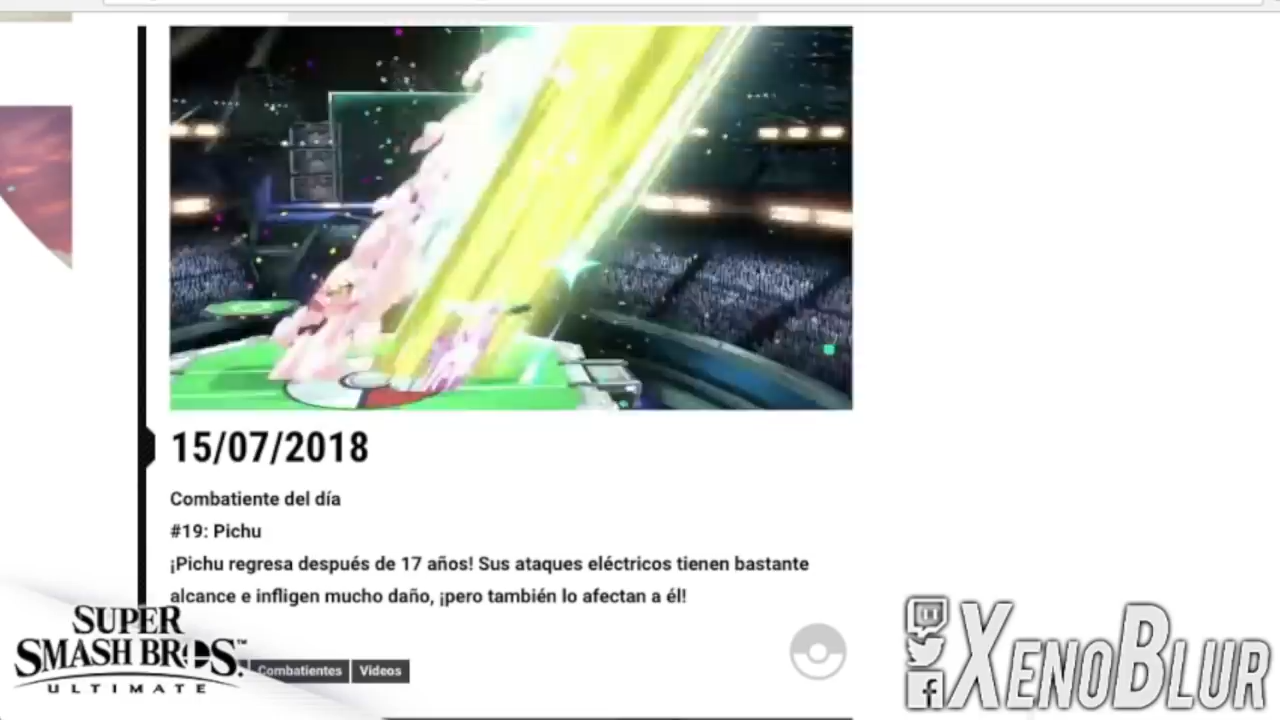 15/07/2018
Combatiente del día
#19: Pichu
¡Pichu regresa después de 17 años! Sus ataques eléctricos tienen bastante
alcance e infligen mucho daño, ¡pero también lo afectan a él!
Combatientes Videos
SUPER
SMASH BROS.™
ULTIMATE
XENOBLUR